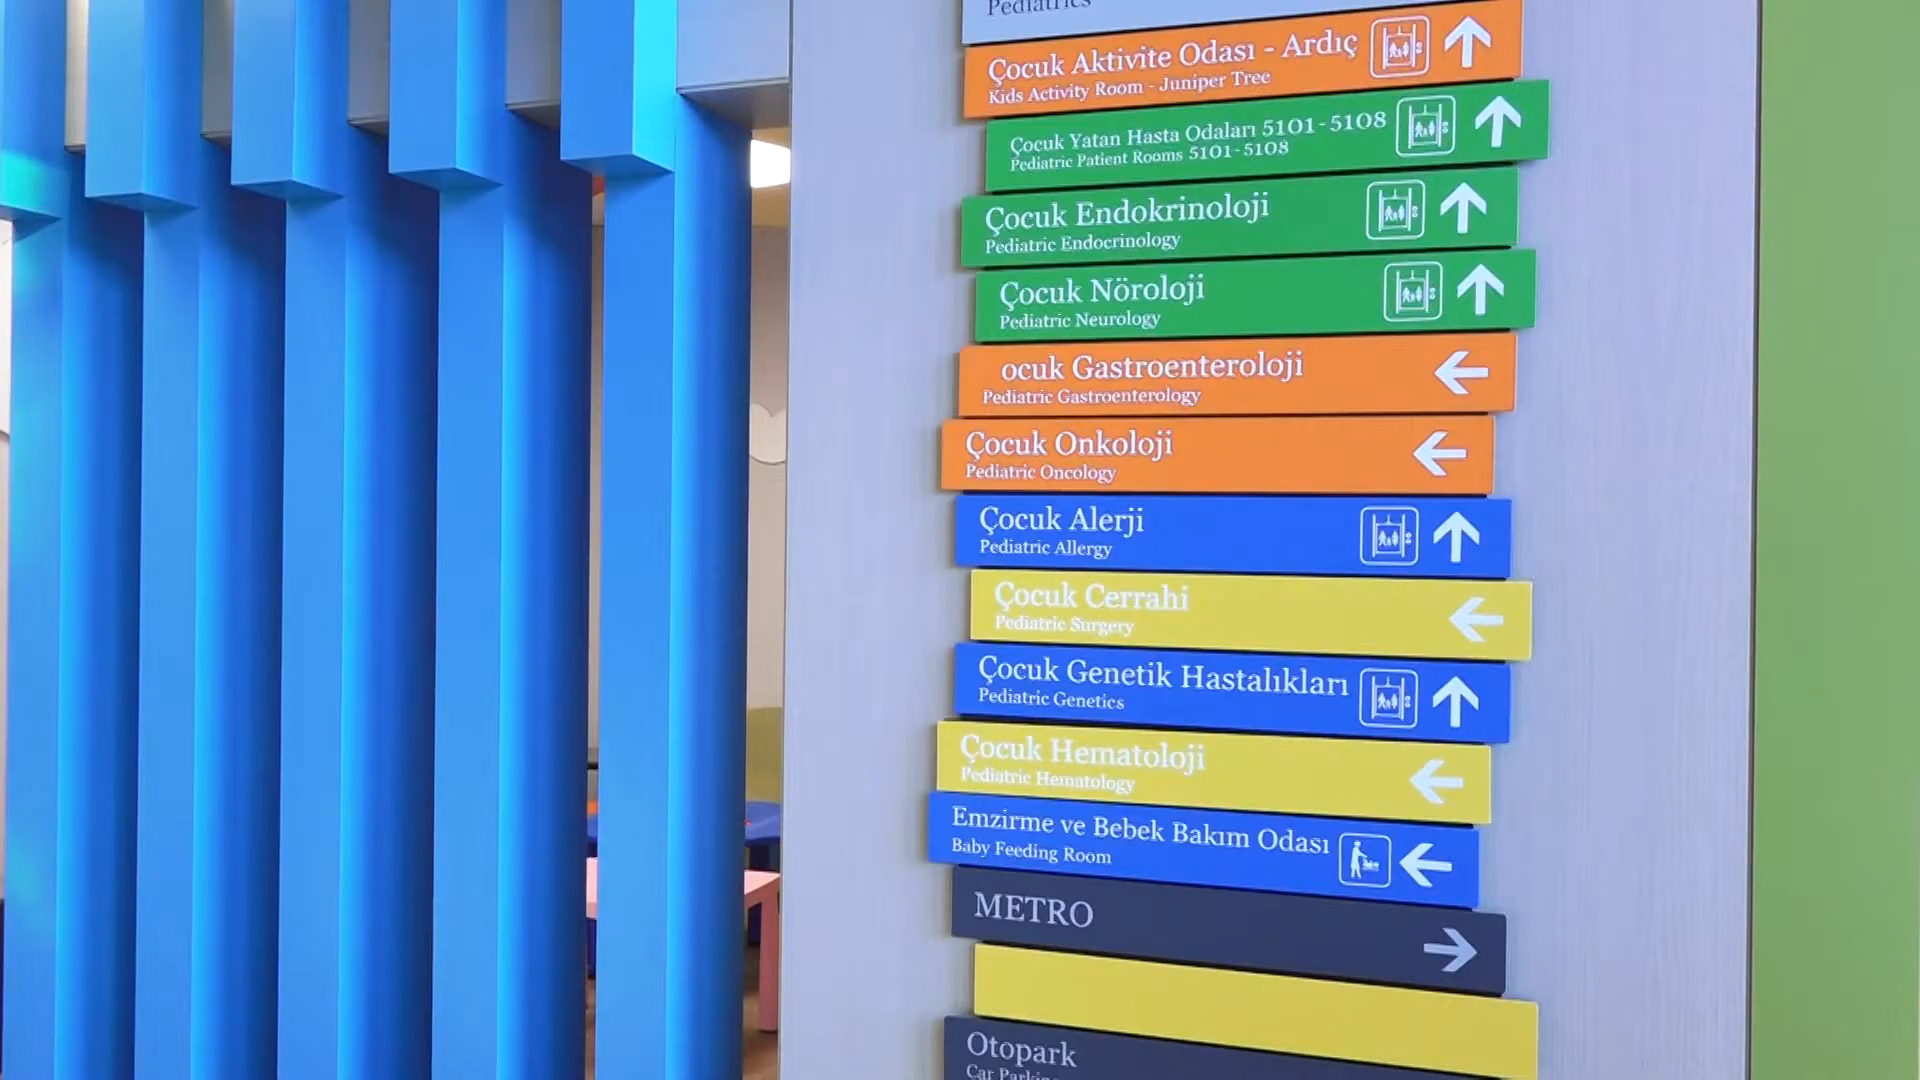 Pediatrics
Çocuk Aktivite Odası - Ardıç
Kids Activity Room - Juniper Tree
Çocuk Yatan Hasta Odaları 5101-5108
Pediatric Patient Rooms 5101-5108
Çocuk Endokrinoloji
Pediatric Endocrinology
Çocuk Nöroloji
Pediatric Neurology
ocuk Gastroenteroloji
Pediatric Gastroenterology
Çocuk Onkoloji
Pediatric Oncology
Çocuk Alerji
Pediatric Allergy
Çocuk Cerrahi
Pediatric Surgery
Çocuk Genetik Hastalıkları
Pediatric Genetics
Çocuk Hematoloji
Pediatric Hematology
Emzirme ve Bebek Bakım Odası
Baby Feeding Room
METRO
Otopark
Car